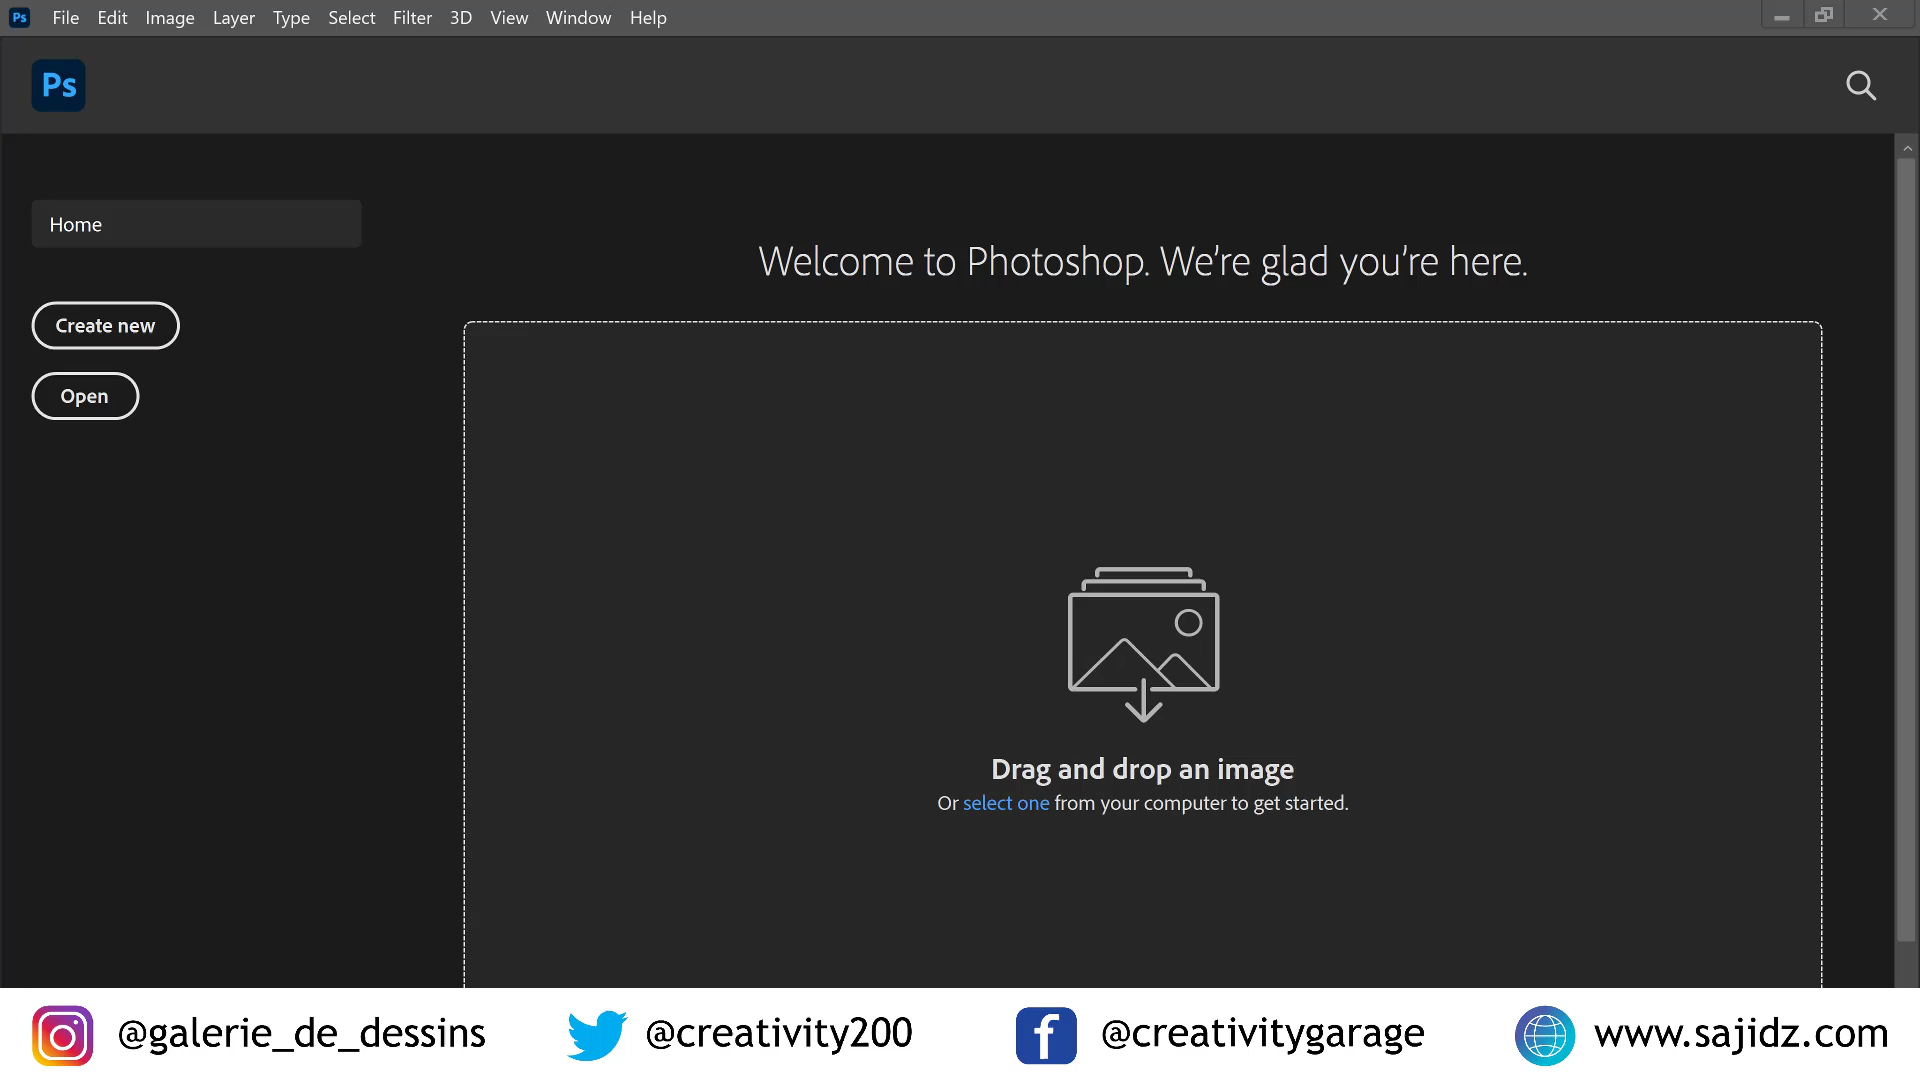 Ps File Edit Image Layer Type Select Filter 3D View Window Help
Ps
Home
Welcome to Photoshop. We're glad you're here.
Create new
Open
Drag and drop an image
Or select one from your computer to get started.
@galerie_de_dessins @creativity200 @creativitygarage www.sajidz.com